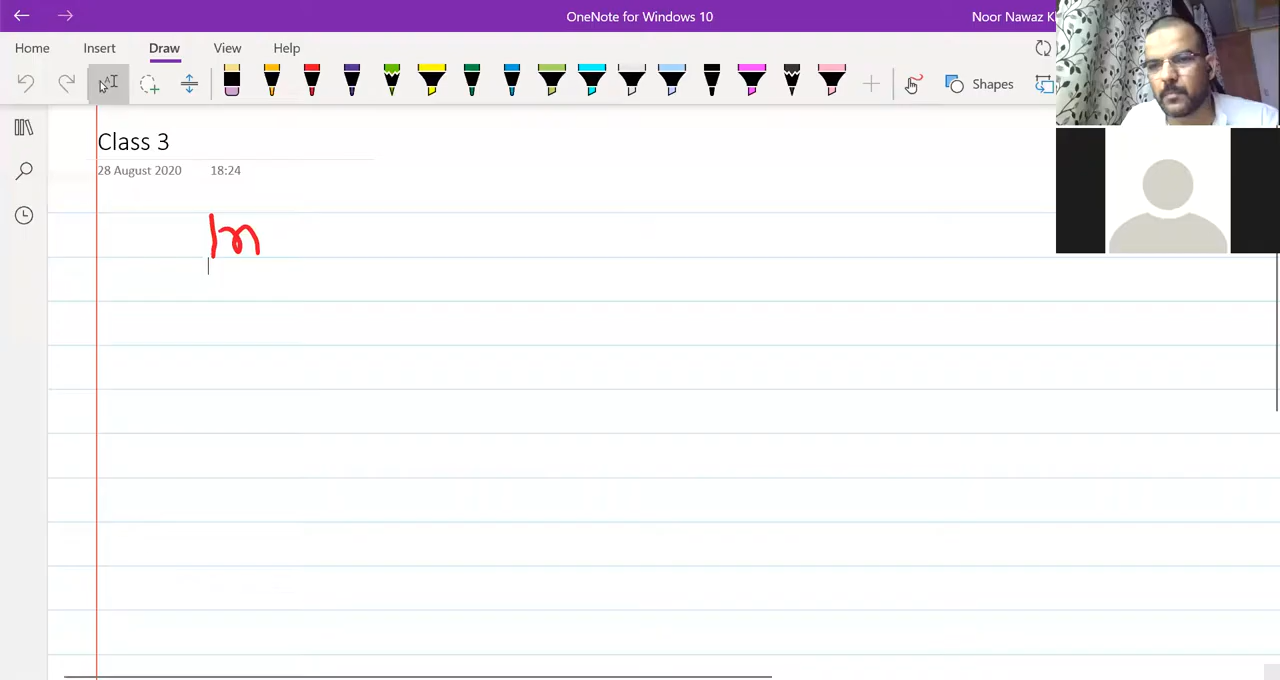 OneNote for Windows 10
Noor Nawaz K
Home Insert Draw View Help
Shapes
Class 3
28 August 2020 18:24